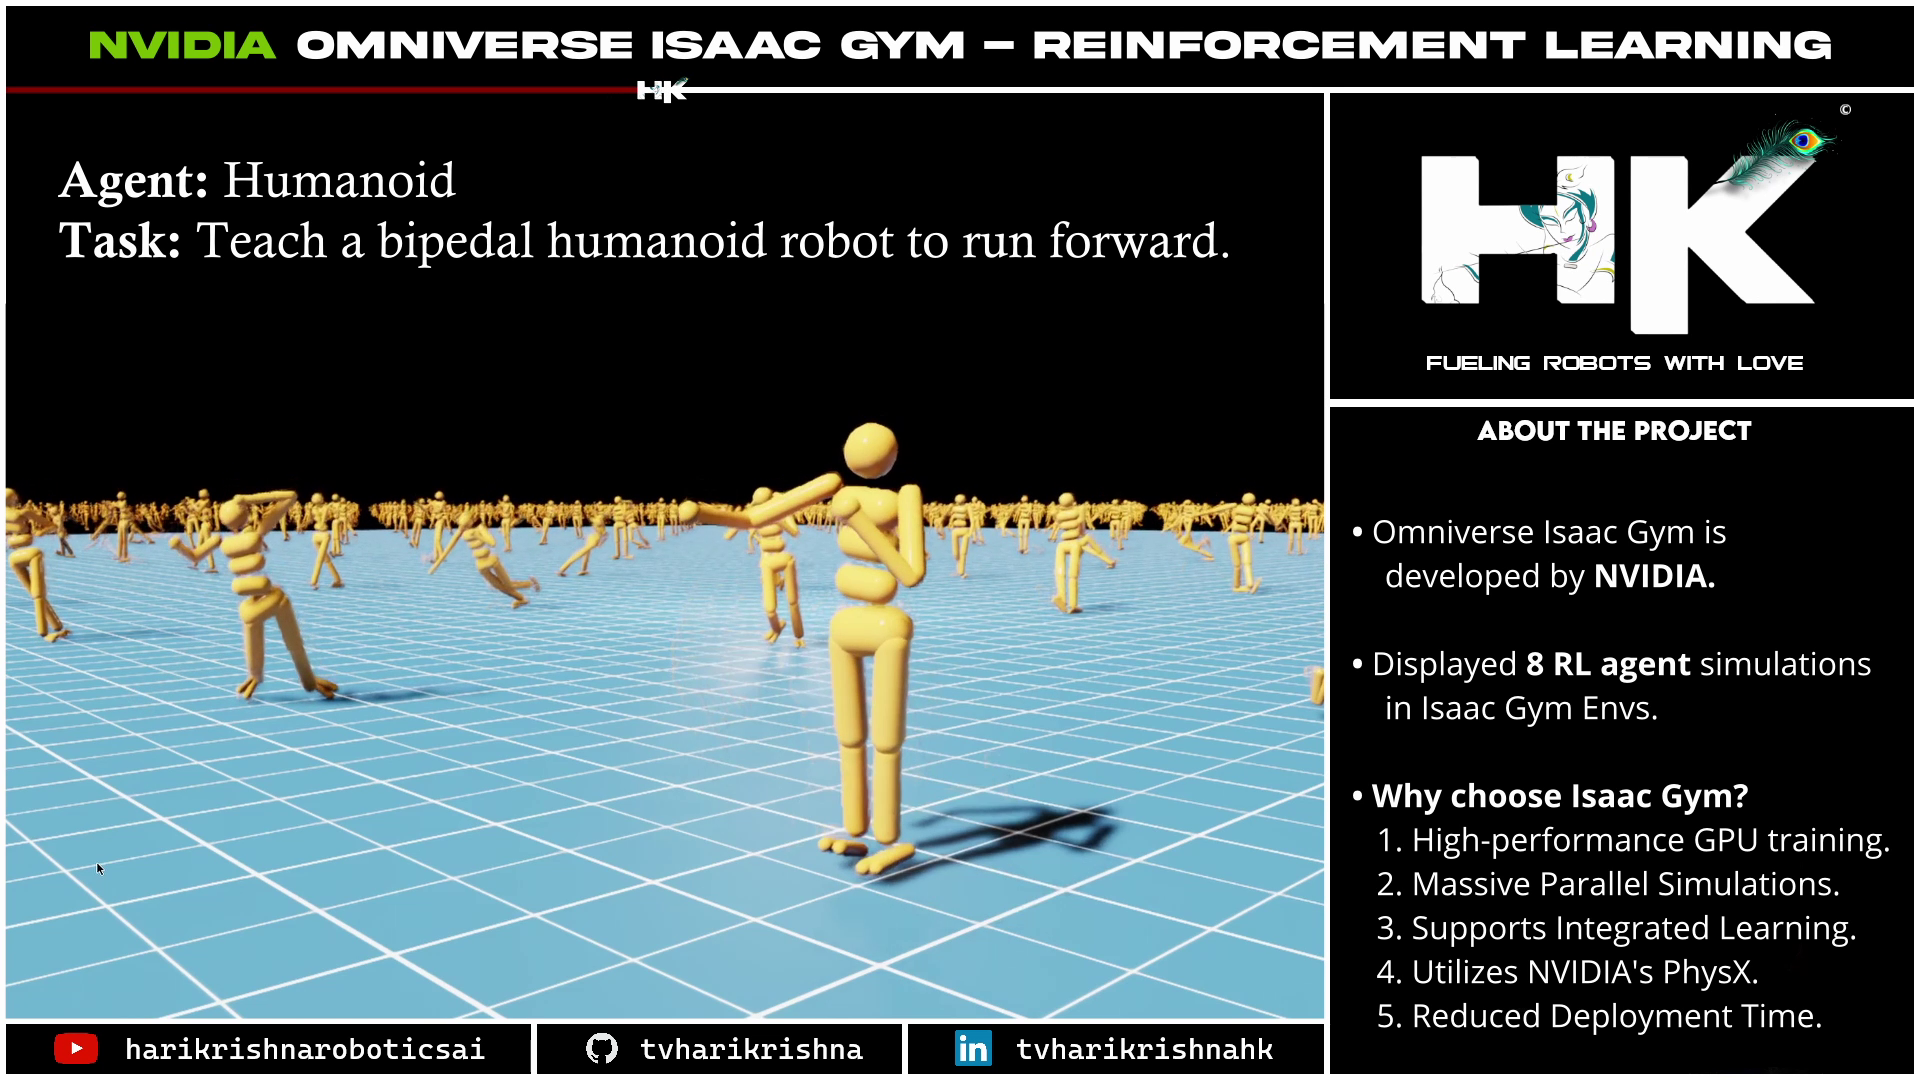 NVIDIA OMNIVERSE ISAAC GYM – REINFORCEMENT LEARNING
HK
Agent: Humanoid
Task: Teach a bipedal humanoid robot to run forward.
©
HK
FUELING ROBOTS WITH LOVE
ABOUT THE PROJECT
• Omniverse Isaac Gym is
developed by NVIDIA.
• Displayed 8 RL agent simulations
in Isaac Gym Envs.
• Why choose Isaac Gym?
1. High-performance GPU training.
2. Massive Parallel Simulations.
3. Supports Integrated Learning.
4. Utilizes NVIDIA's PhysX.
5. Reduced Deployment Time.
harikrishnaroboticsai
tvharikrishna
in tvharikrishnahk